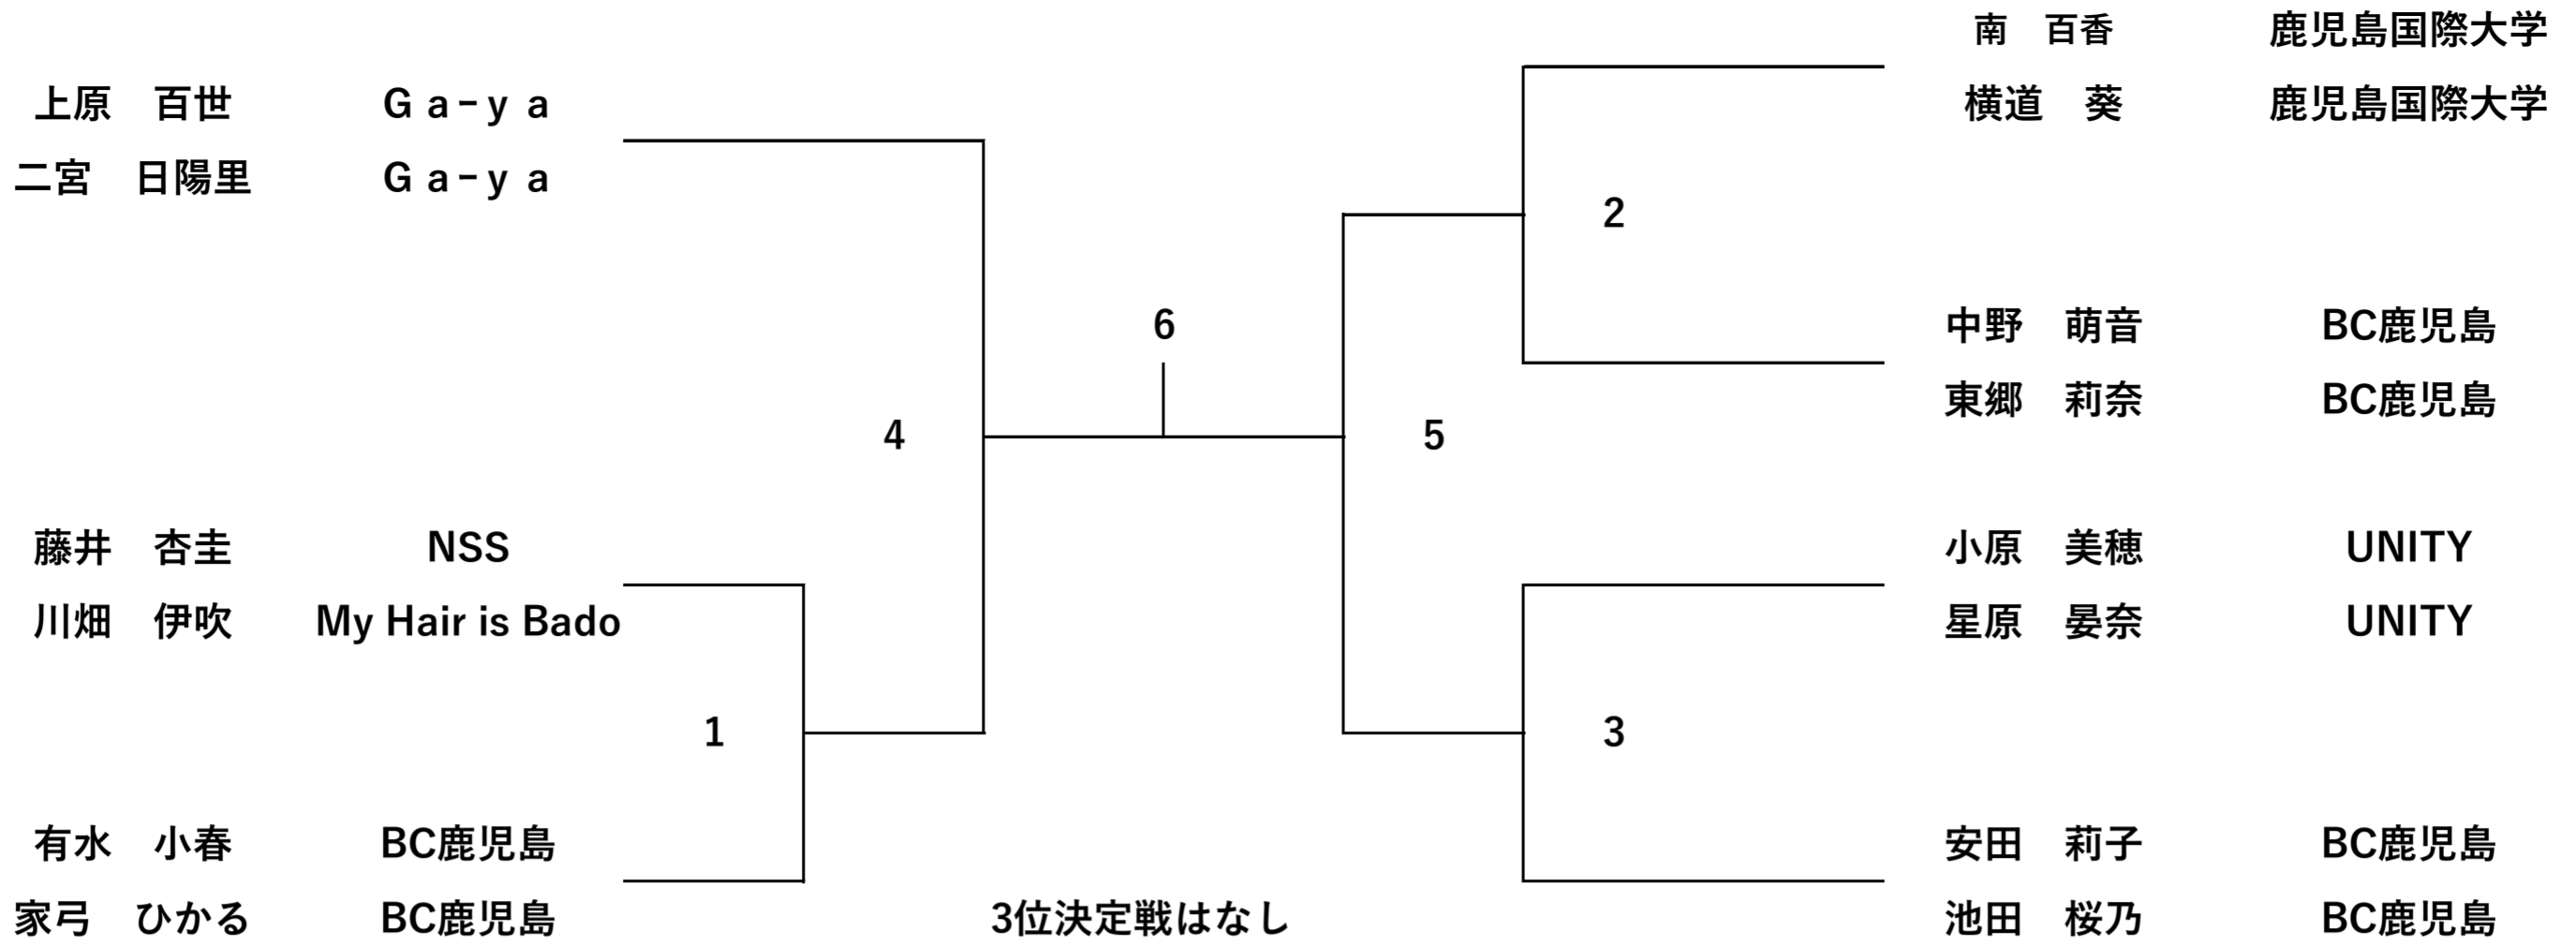 南　百香　鹿児島国際大学
横道　葵　鹿児島国際大学
上原　百世　Ｇａ－ｙａ
二宮　日陽里　Ｇａ－ｙａ
2
6
中野　萌音　BC鹿児島
東郷　莉奈　BC鹿児島
4
5
藤井　杏圭　NSS
川畑　伊吹　My Hair is Bado
小原　美穂　UNITY
星原　晏奈　UNITY
1
3
有水　小春　BC鹿児島
家弓　ひかる　BC鹿児島
安田　莉子　BC鹿児島
池田　桜乃　BC鹿児島
3位決定戦はなし